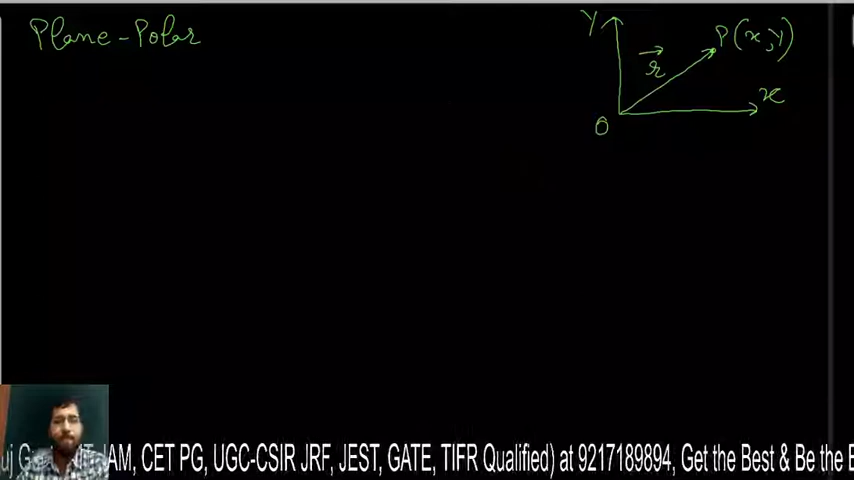 Plane-Polar
Y
P(x,y)
r
x
O
AM, CET PG, UGC-CSIR JRF, JEST, GATE, TIFR Qualified) at 9217189894, Get the Best & Be the